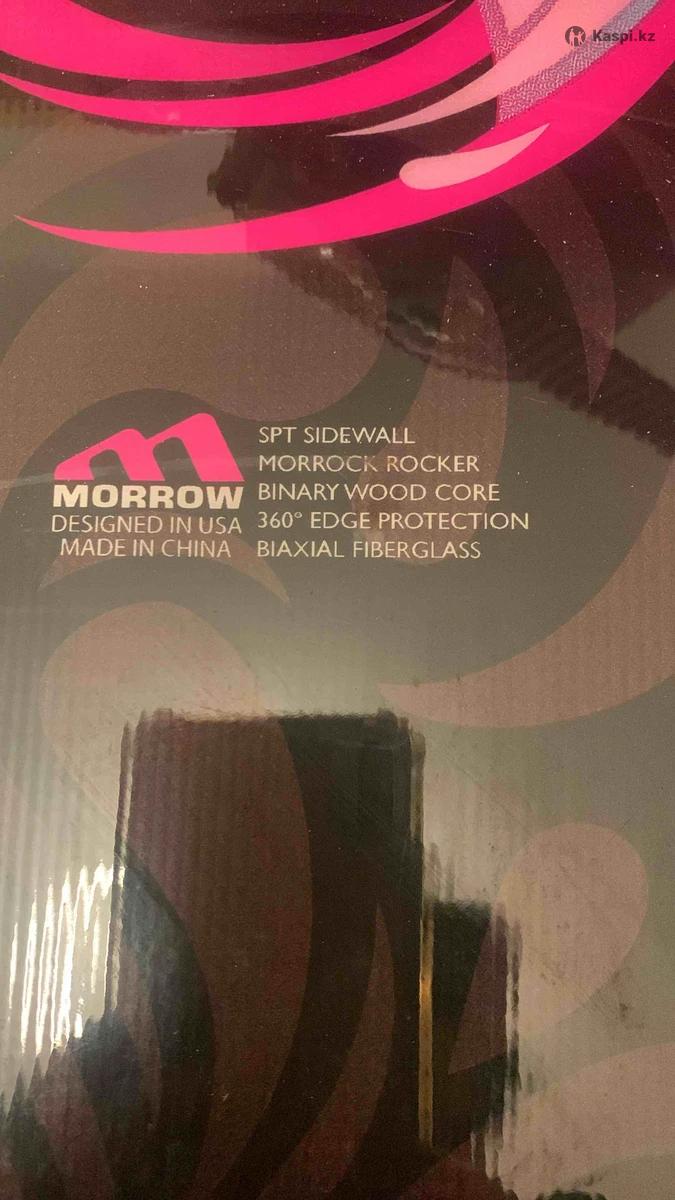 Kaspi.kz
MORROW
DESIGNED IN USA
MADE IN CHINA
SPT SIDEWALL
MORROCK ROCKER
BINARY WOOD CORE
360° EDGE PROTECTION
BIAXIAL FIBERGLASS